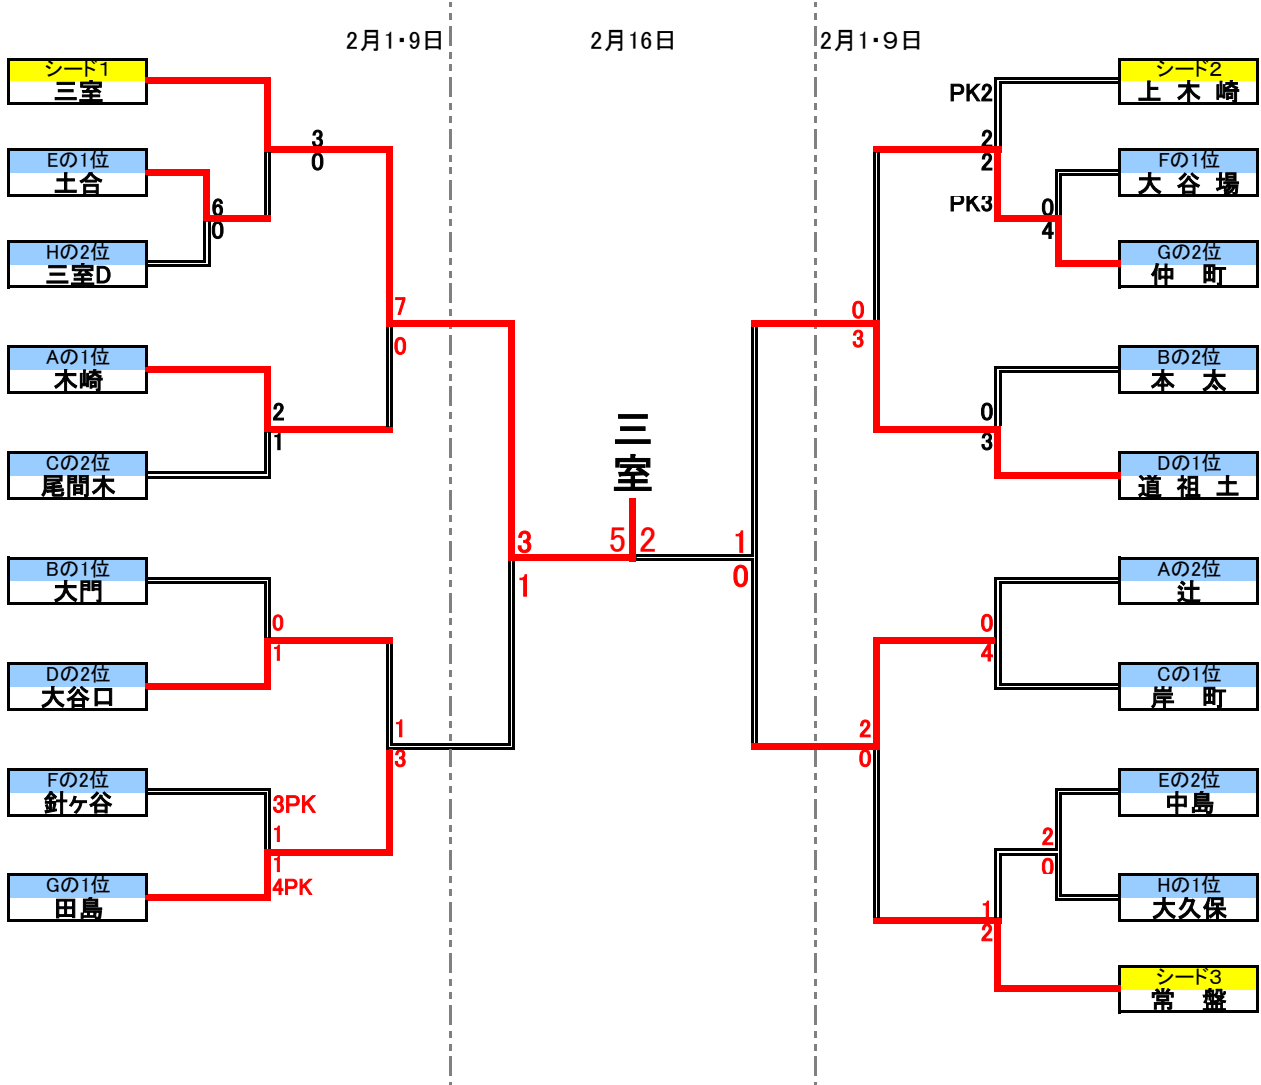 2月1・9日
2月16日
2月1・9日
シード1
三室
Eの1位
土合
Hの2位
三室D
Aの1位
木崎
Cの2位
尾間木
Bの1位
大門
Dの2位
大谷口
Fの2位
針ヶ谷
Gの1位
田島
3
0
6
0
7
0
2
1
0
1
1
3
3PK
1
1
4PK
3
1
三室
5 2
1
0
PK2
2
2
PK3
0
4
0
3
0
3
0
4
2
0
2
0
1
2
シード2
上木崎
Fの1位
大谷場
Gの2位
仲町
Bの2位
本太
Dの1位
道祖土
Aの2位
辻
Cの1位
岸町
Eの2位
中島
Hの1位
大久保
シード3
常盤